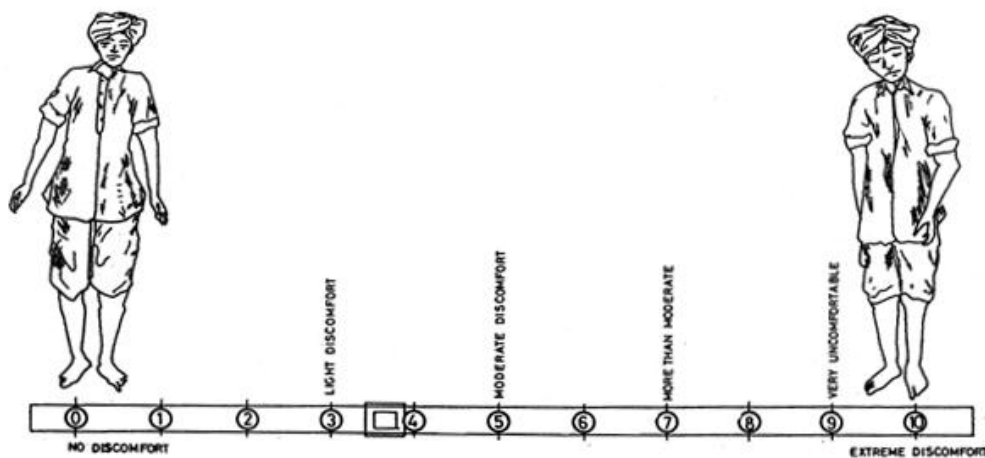 LIGHT DISCOMFORT
MODERATE DISCOMFORT
MORE THAN MODERATE
VERY UNCOMFORTABLE
0 1 2 3 4 5 6 7 8 9 10
NO DISCOMFORT
EXTREME DISCOMFORT